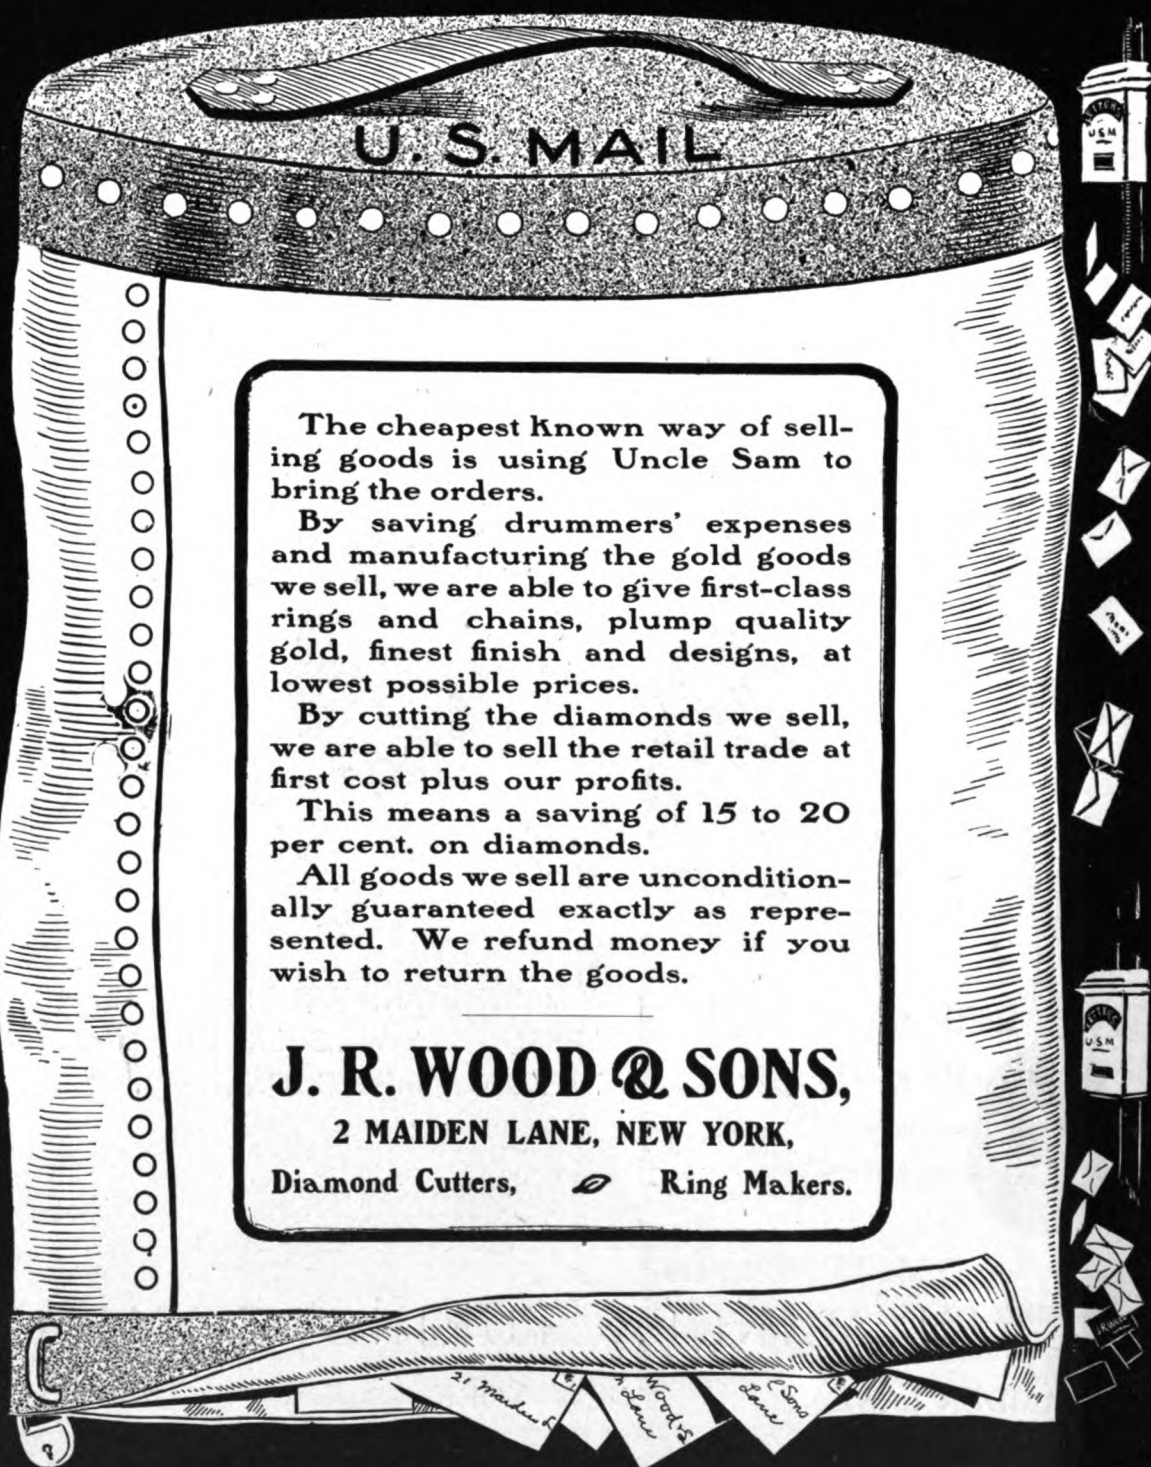 U.S. MAIL
The cheapest known way of sell-
ing goods is using Uncle Sam to
bring the orders.
By saving drummers' expenses
and manufacturing the gold goods
we sell, we are able to give first-class
rings and chains, plump quality
gold, finest finish and designs, at
lowest possible prices.
By cutting the diamonds we sell,
we are able to sell the retail trade at
first cost plus our profits.
This means a saving of 15 to 20
per cent. on diamonds.
All goods we sell are uncondition-
ally guaranteed exactly as repre-
sented. We refund money if you
wish to return the goods.
J. R. WOOD & SONS,
2 MAIDEN LANE, NEW YORK,
Diamond Cutters, Ring Makers.
21 Maiden L
Wood & S
n Lane
& Sons
Lane
U.S.M
U.S.M